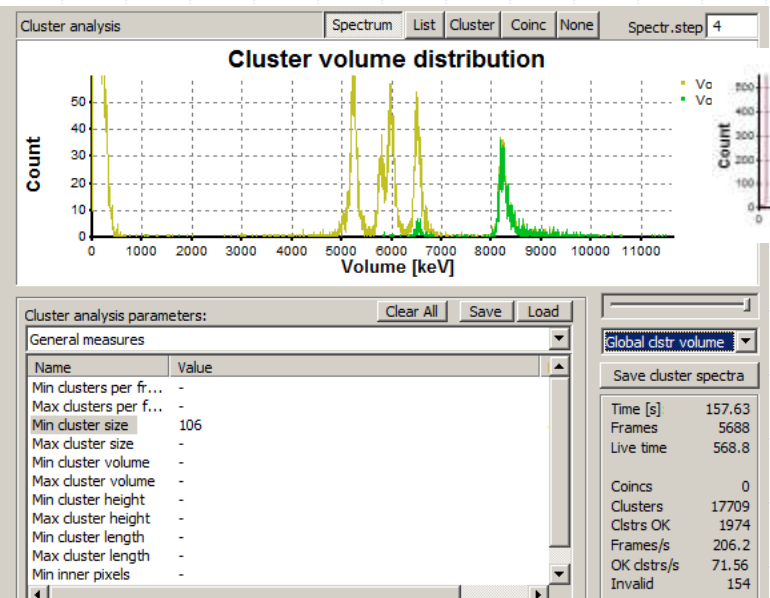 Cluster analysis Spectrum List Cluster Coinc None Spectr.step 4
Cluster volume distribution
Vo
Vo
Count
50
40
30
20
10
0
0 1000 2000 3000 4000 5000 6000 7000 8000 9000 10000 11000
Volume [keV]
Count
500
400
300
200
100
0
0
Cluster analysis parameters: Clear All Save Load
General measures
Name Value
Min clusters per fr... -
Max clusters per f... -
Min cluster size 106
Max cluster size -
Min cluster volume -
Max cluster volume -
Min cluster height -
Max cluster height -
Min cluster length -
Max cluster length -
Min inner pixels -
Global clstr volume
Save cluster spectra
Time [s] 157.63
Frames 5688
Live time 568.8
Coincs 0
Clusters 17709
Clstrs OK 1974
Frames/s 206.2
OK clstrs/s 71.56
Invalid 154